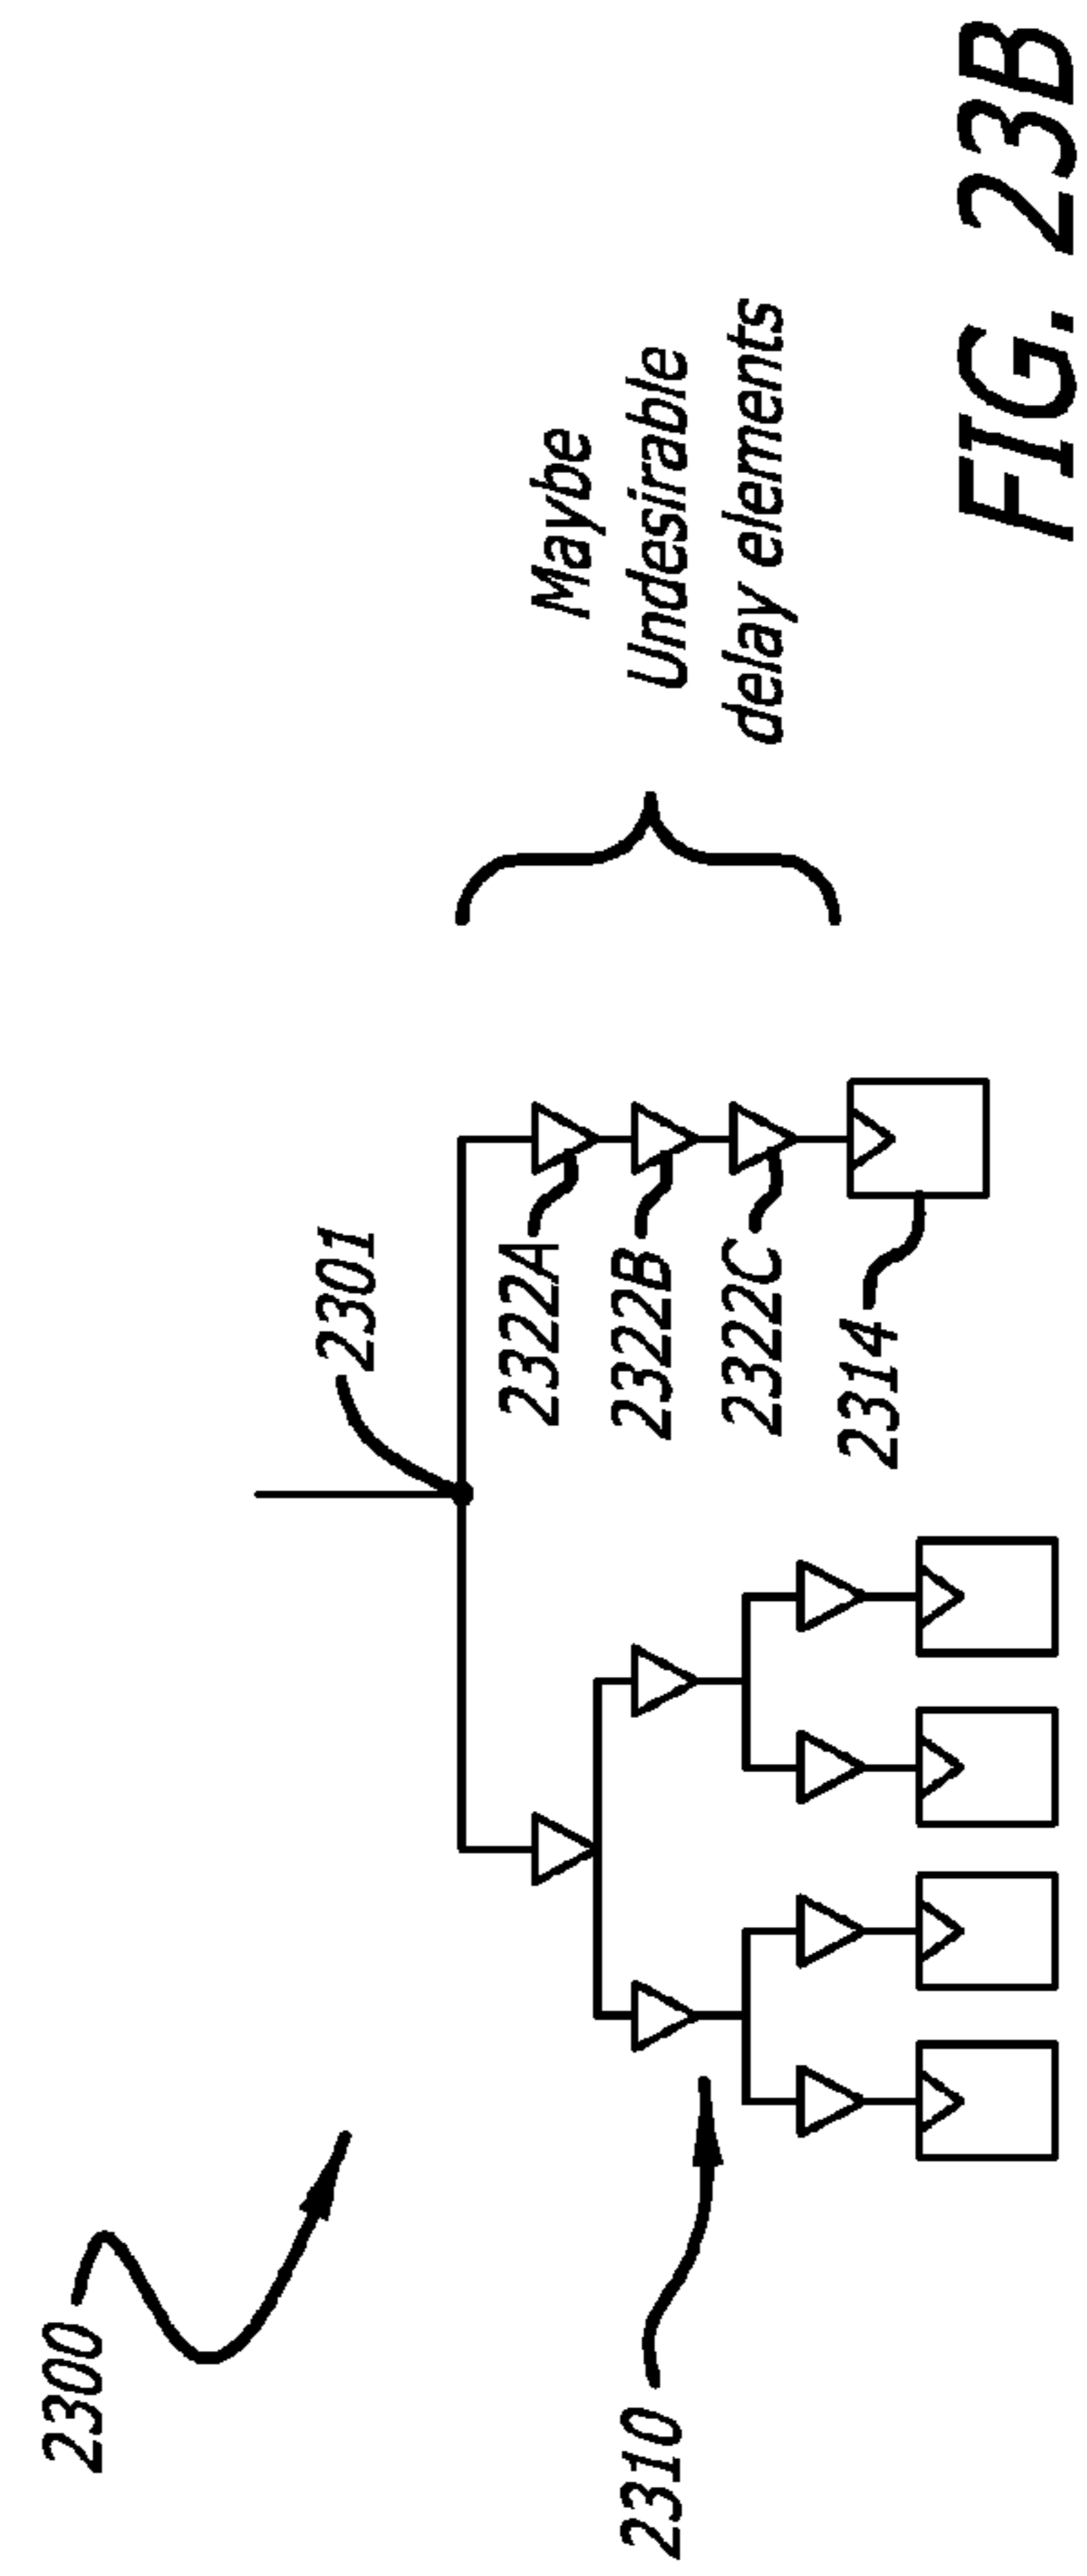 2300
2301
2322A
Maybe
2322B
Undesirable
2322C
delay elements
2310
2314
FIG. 23B